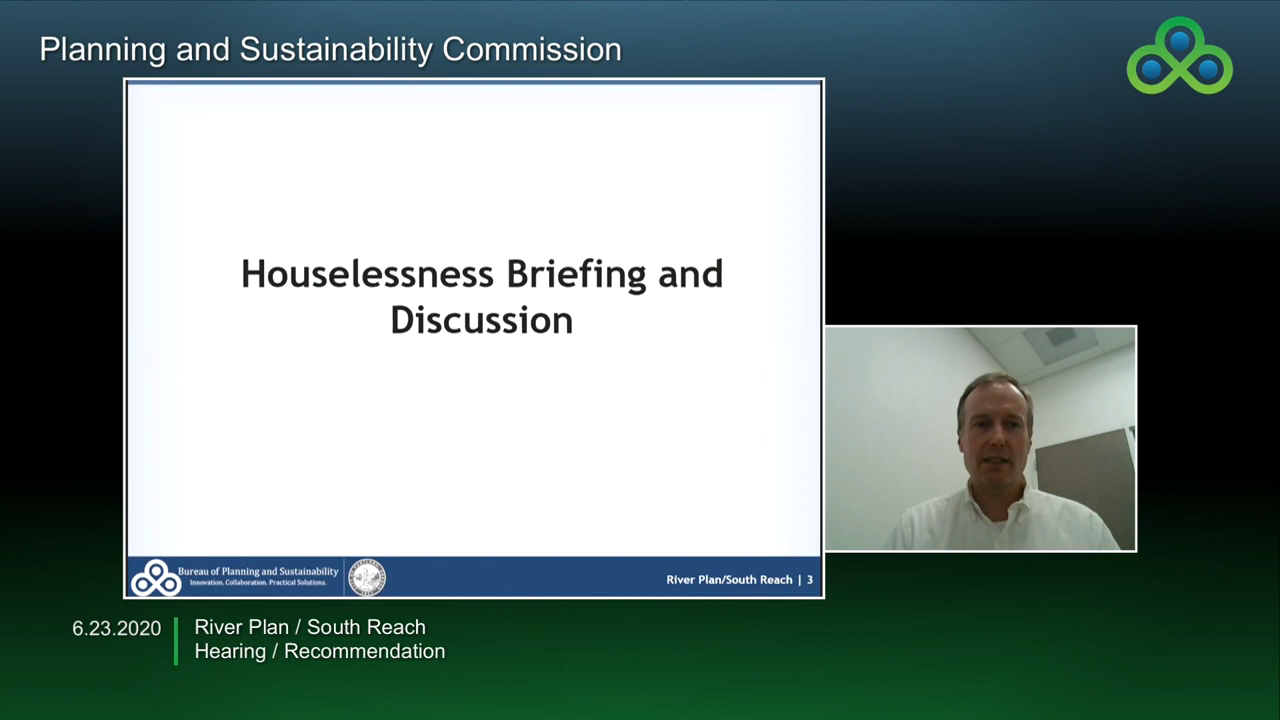 Planning and Sustainability Commission
Houselessness Briefing and
Discussion
Bureau of Planning and Sustainability
Innovation. Collaboration. Practical Solutions.
River Plan/South Reach | 3
6.23.2020
River Plan / South Reach
Hearing / Recommendation